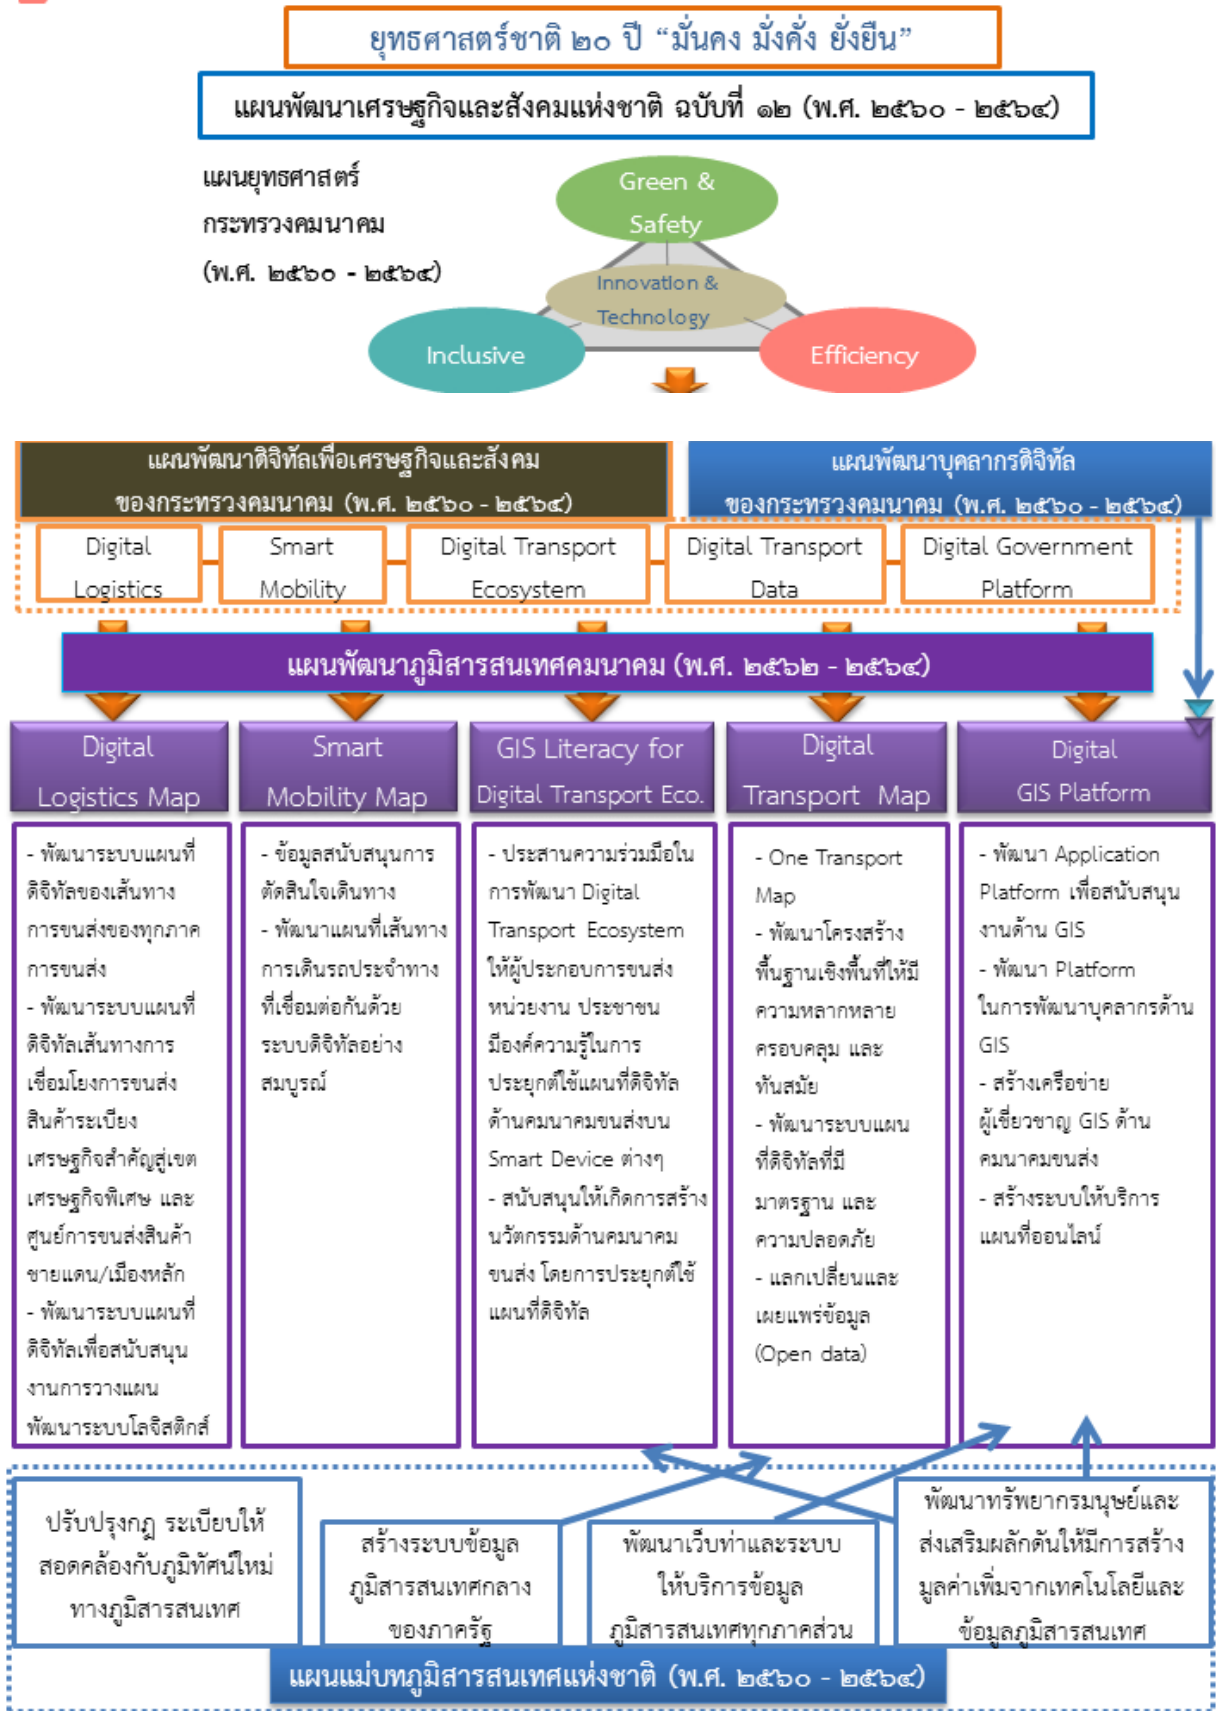 ยุทธศาสตร์ชาติ ๒๐ ปี “มั่นคง มั่งคั่ง ยั่งยืน”
แผนพัฒนาเศรษฐกิจและสังคมแห่งชาติ ฉบับที่ ๑๒ (พ.ศ. ๒๕๖๐ - ๒๕๖๔)
แผนยุทธศาสตร์
กระทรวงคมนาคม
(พ.ศ. ๒๕๖๐ - ๒๕๖๔)
Green &
Safety
Innovation &
Technology
Inclusive
Efficiency
แผนพัฒนาดิจิทัลเพื่อเศรษฐกิจและสังคม
ของกระทรวงคมนาคม (พ.ศ. ๒๕๖๐ - ๒๕๖๔)
แผนพัฒนาบุคลากรดิจิทัล
ของกระทรวงคมนาคม (พ.ศ. ๒๕๖๐ - ๒๕๖๔)
Digital
Logistics
Smart
Mobility
Digital Transport
Ecosystem
Digital Transport
Data
Digital Government
Platform
แผนพัฒนาภูมิสารสนเทศคมนาคม (พ.ศ. ๒๕๖๒ - ๒๕๖๔)
Digital
Logistics Map
- พัฒนาระบบแผนที่
ดิจิทัลของเส้นทาง
การขนส่งของทุกภาค
การขนส่ง
- พัฒนาระบบแผนที่
ดิจิทัลเส้นทางการ
เชื่อมโยงการขนส่ง
สินค้าระเบียง
เศรษฐกิจสำคัญสู่เขต
เศรษฐกิจพิเศษ และ
ศูนย์การขนส่งสินค้า
ชายแดน/เมืองหลัก
- พัฒนาระบบแผนที่
ดิจิทัลเพื่อสนับสนุน
งานการวางแผน
พัฒนาระบบโลจิสติกส์
Smart
Mobility Map
- ข้อมูลสนับสนุนการ
ตัดสินใจเดินทาง
- พัฒนาแผนที่เส้นทาง
การเดินรถประจำทาง
ที่เชื่อมต่อกันด้วย
ระบบดิจิทัลอย่าง
สมบูรณ์
GIS Literacy for
Digital Transport Eco.
- ประสานความร่วมมือใน
การพัฒนา Digital
Transport Ecosystem
ให้ผู้ประกอบการขนส่ง
หน่วยงาน ประชาชน
มีองค์ความรู้ในการ
ประยุกต์ใช้แผนที่ดิจิทัล
ด้านคมนาคมขนส่งบน
Smart Device ต่างๆ
- สนับสนุนให้เกิดการสร้าง
นวัตกรรมด้านคมนาคม
ขนส่ง โดยการประยุกต์ใช้
แผนที่ดิจิทัล
Digital
Transport Map
- One Transport
Map
- พัฒนาโครงสร้าง
พื้นฐานเชิงพื้นที่ให้มี
ความหลากหลาย
ครอบคลุม และ
ทันสมัย
- พัฒนาระบบแผน
ที่ดิจิทัลที่มี
มาตรฐาน และ
ความปลอดภัย
- แลกเปลี่ยนและ
เผยแพร่ข้อมูล
(Open data)
Digital
GIS Platform
- พัฒนา Application
Platform เพื่อสนับสนุน
งานด้าน GIS
- พัฒนา Platform
ในการพัฒนาบุคลากรด้าน
GIS
- สร้างเครือข่าย
ผู้เชี่ยวชาญ GIS ด้าน
คมนาคมขนส่ง
- สร้างระบบให้บริการ
แผนที่ออนไลน์
ปรับปรุงกฎ ระเบียบให้
สอดคล้องกับภูมิทัศน์ใหม่
ทางภูมิสารสนเทศ
สร้างระบบข้อมูล
ภูมิสารสนเทศกลาง
ของภาครัฐ
พัฒนาเว็บท่าและระบบ
ให้บริการข้อมูล
ภูมิสารสนเทศทุกภาคส่วน
พัฒนาทรัพยากรมนุษย์และ
ส่งเสริมผลักดันให้มีการสร้าง
มูลค่าเพิ่มจากเทคโนโลยีและ
ข้อมูลภูมิสารสนเทศ
แผนแม่บทภูมิสารสนเทศแห่งชาติ (พ.ศ. ๒๕๖๐ - ๒๕๖๔)